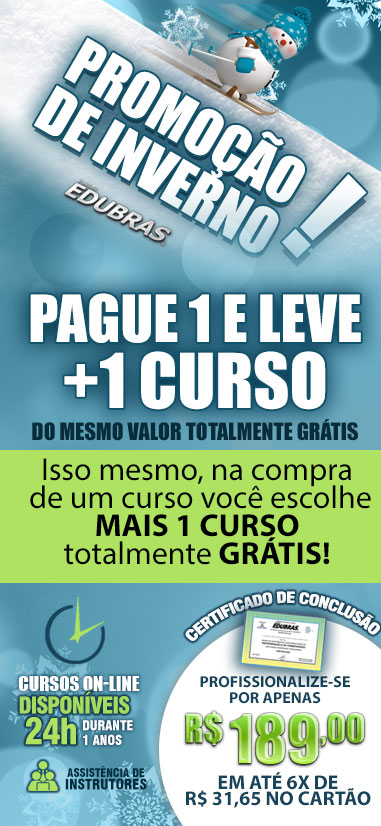 PROMOÇÃO
DE INVERNO!
EDUBRAS
PAGUE 1 E LEVE
+1 CURSO
DO MESMO VALOR TOTALMENTE GRÁTIS
Isso mesmo, na compra
de um curso você escolhe
MAIS 1 CURSO
totalmente GRÁTIS!
CURSOS ON-LINE
DISPONÍVEIS
24h DURANTE
1 ANOS
ASSISTÊNCIA DE
INSTRUTORES
CERTIFICADO DE CONCLUSÃO
EDUBRAS
PROFISSIONALIZE-SE
POR APENAS
R$ 189,00
EM ATÉ 6X DE
R$ 31,65 NO CARTÃO